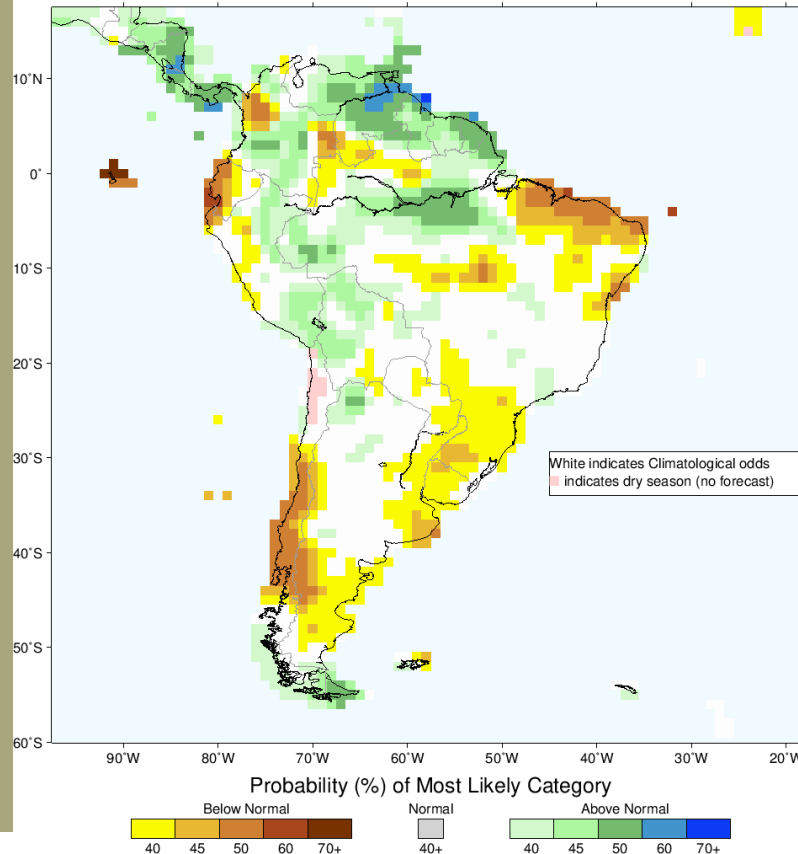 10˚N
0˚
10˚S
20˚S
30˚S
40˚S
50˚S
60˚S
White indicates Climatological odds
indicates dry season (no forecast)
90˚W 80˚W 70˚W 60˚W 50˚W 40˚W 30˚W 20˚W
Probability (%) of Most Likely Category
Below Normal Normal Above Normal
40 45 50 60 70+ 40+ 40 45 50 60 70+